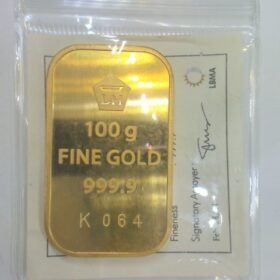 LM
100 g
FINE GOLD
999.9
K 064
Fineness
Signatory Assayer
LBMA